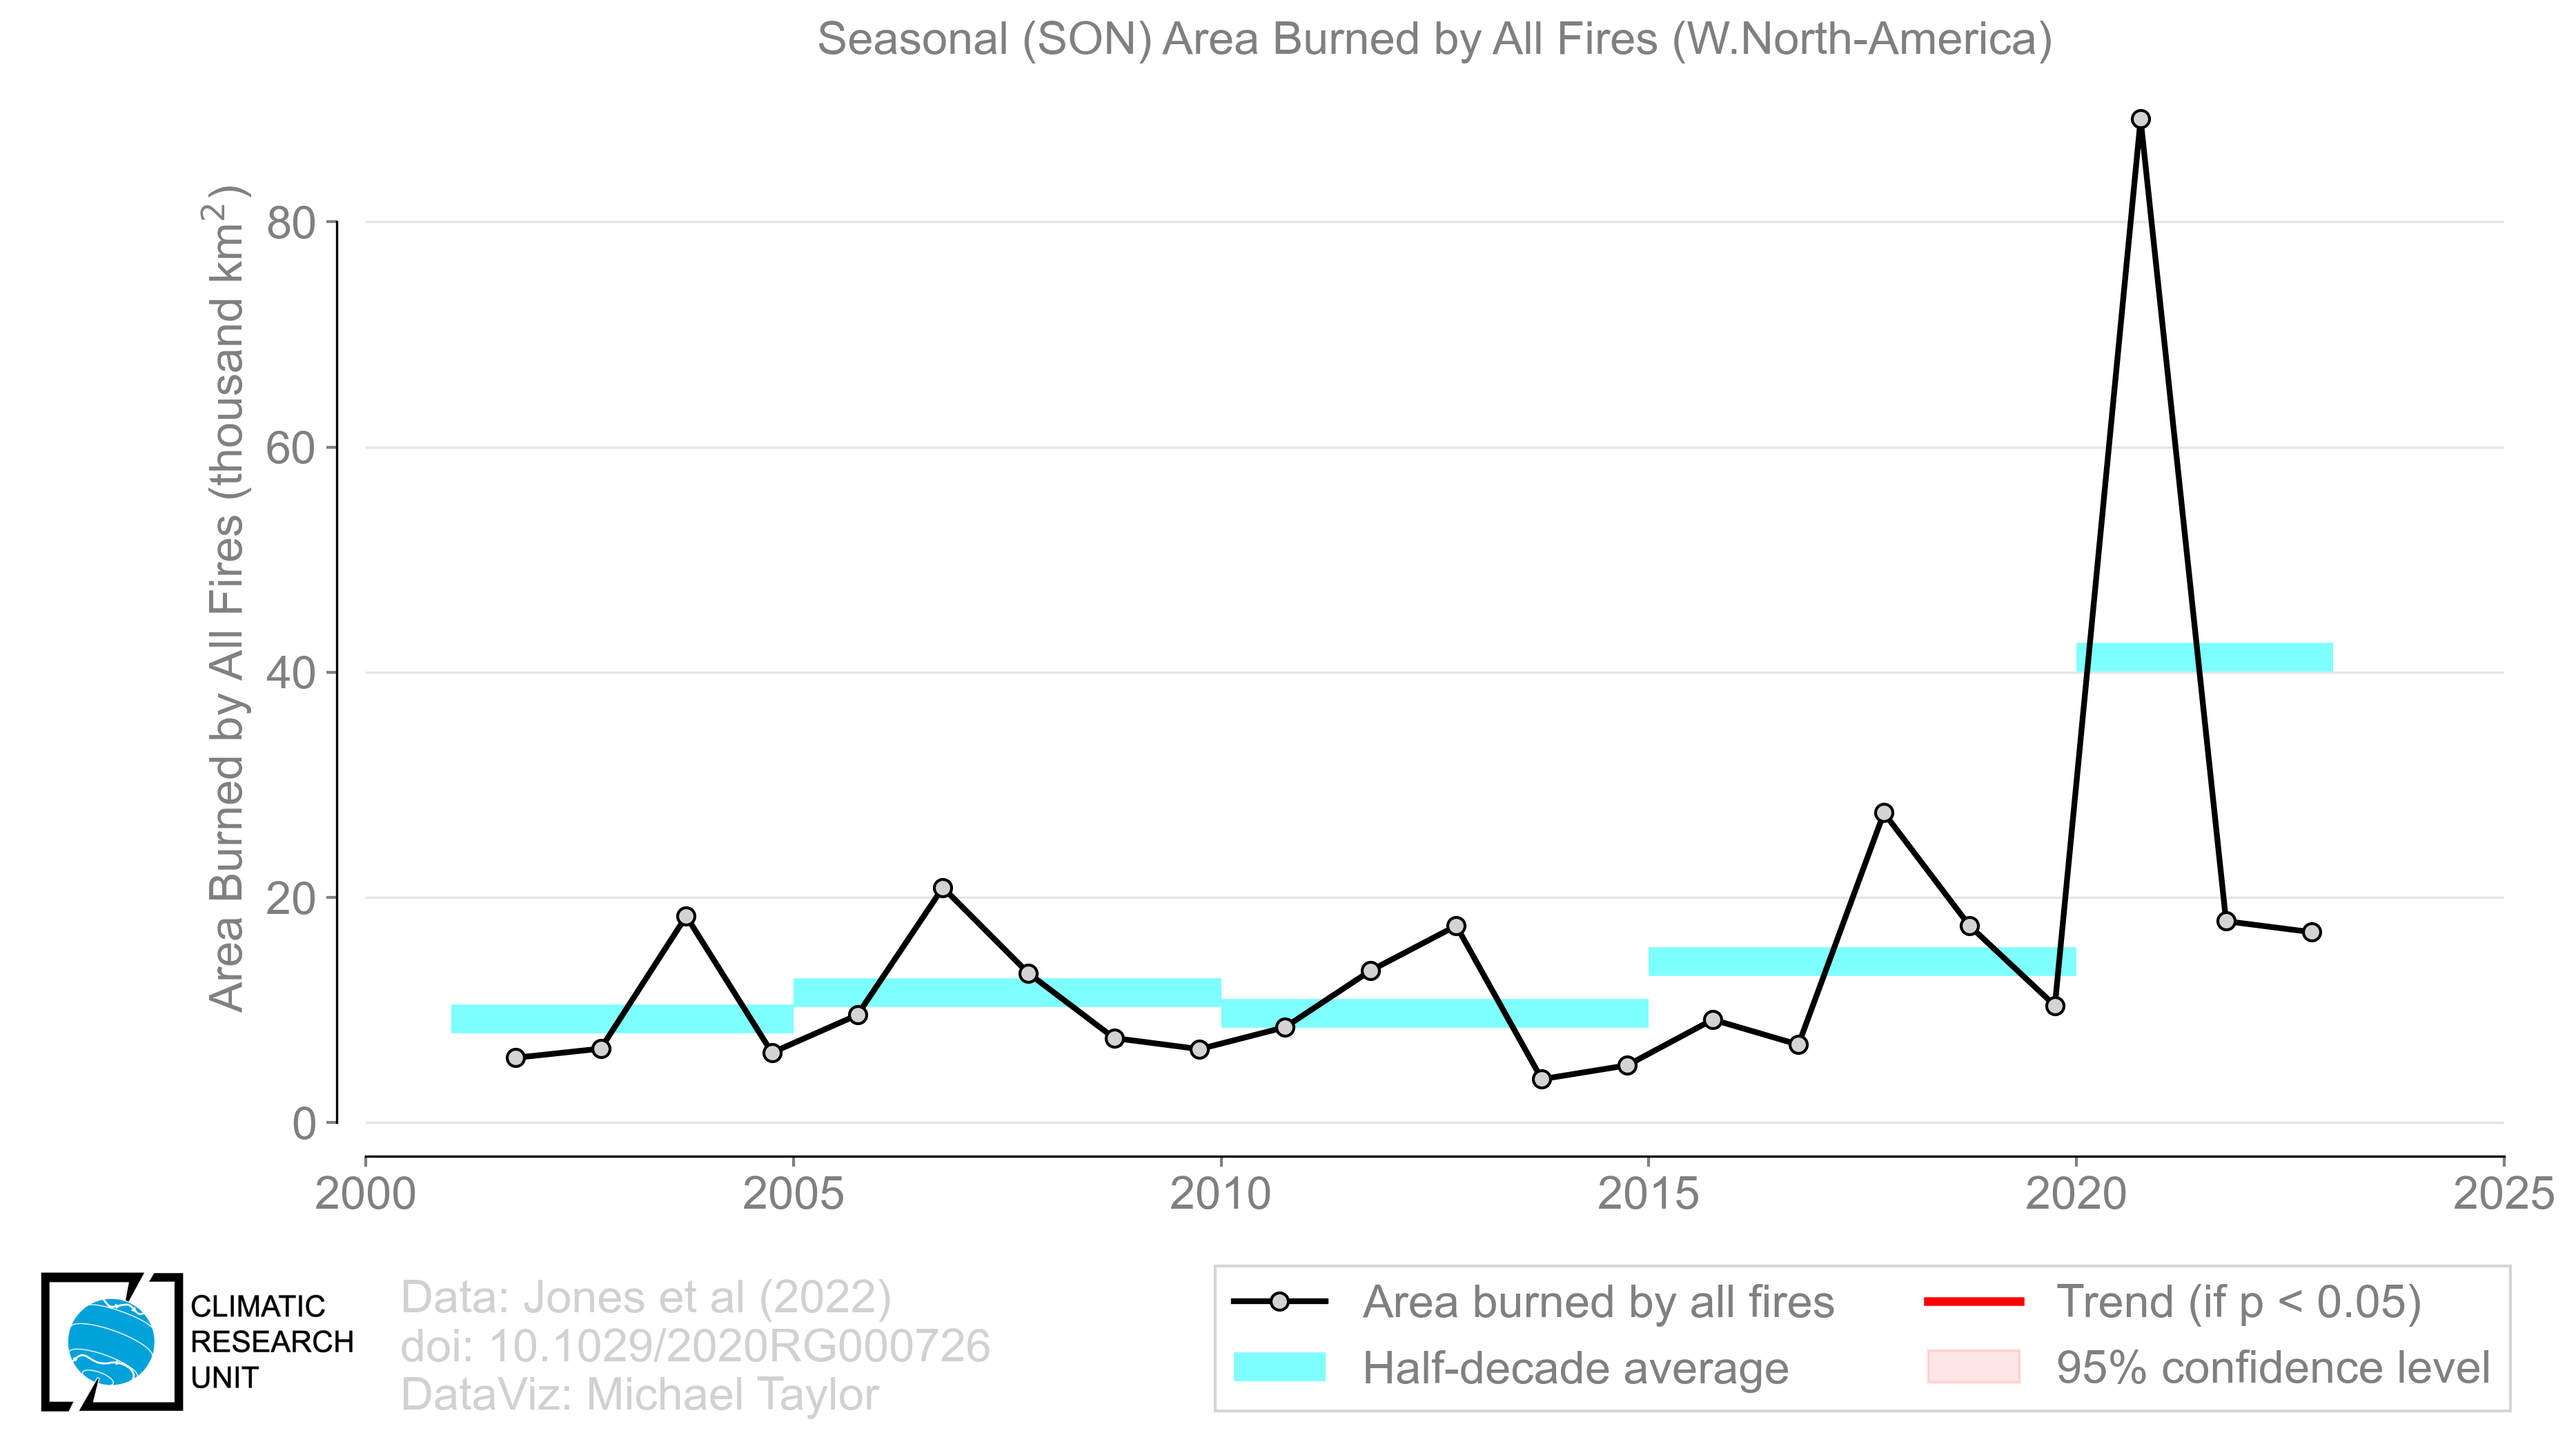 Seasonal (SON) Area Burned by All Fires (W.North-America)
Area Burned by All Fires (thousand km²)
80
60
40
20
0
2000 2005 2010 2015 2020 2025
CLIMATIC
RESEARCH
UNIT
Data: Jones et al (2022)
doi: 10.1029/2020RG000726
DataViz: Michael Taylor
Area burned by all fires
Half-decade average
Trend (if p < 0.05)
95% confidence level